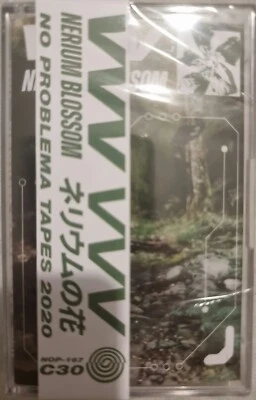 VVV VVV
NERIUM BLOSSOM ネリウムの花
NO PROBLEMA TAPES 2020
NOP-167
C30